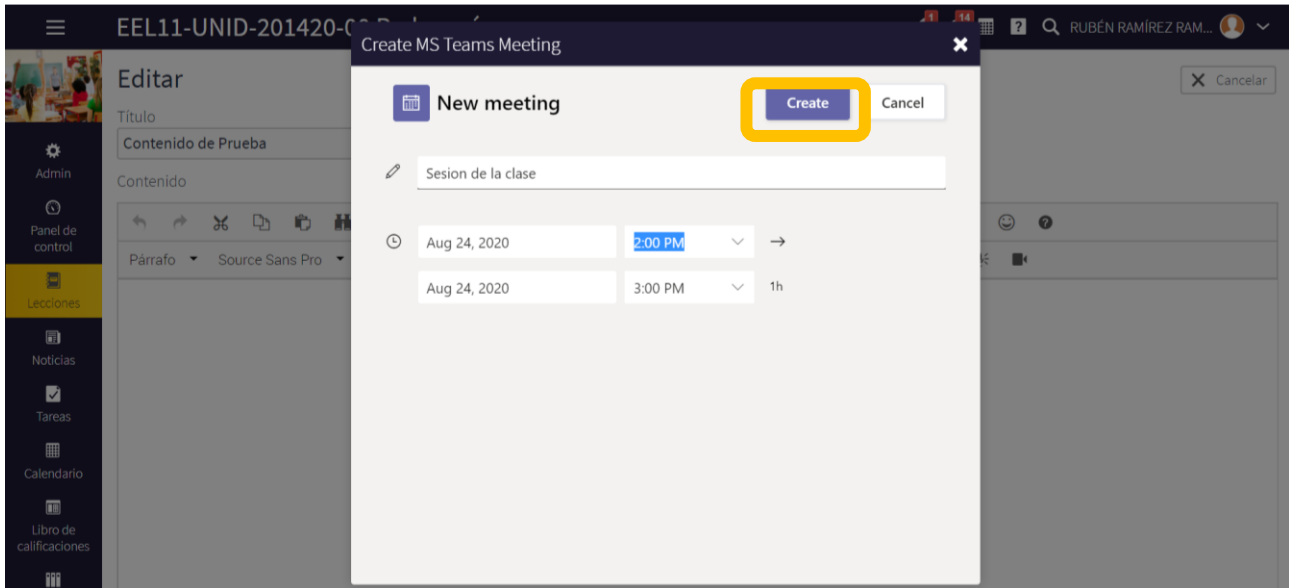 EEL11-UNID-201420-0
1
14
?
RUBÉN RAMÍREZ RAM...
Create MS Teams Meeting
Editar
Cancelar
New meeting
Create
Cancel
Título
Contenido de Prueba
Sesion de la clase
Contenido
Admin
Panel de
control
Lecciones
Noticias
Tareas
Calendario
Libro de
calificaciones
Párrafo
Source Sans Pro
Aug 24, 2020
2:00 PM
Aug 24, 2020
3:00 PM
1h